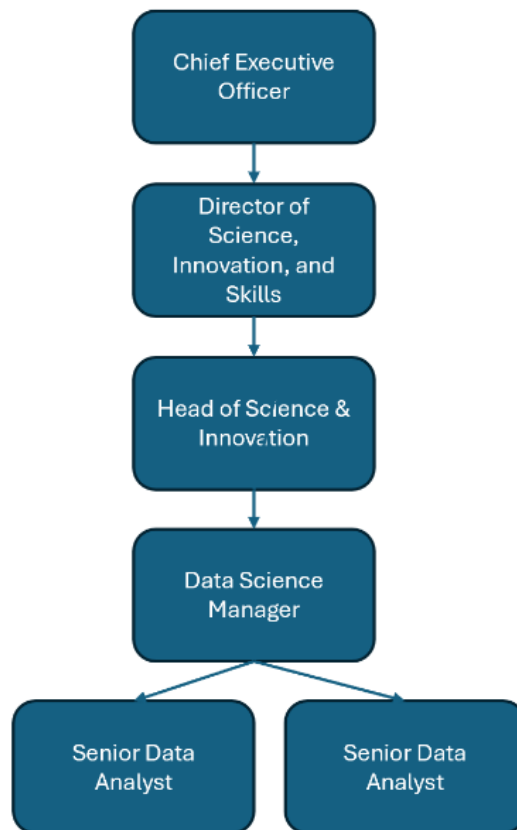 Chief Executive
Officer
Director of
Science,
Innovation, and
Skills
Head of Science &
Innovation
Data Science
Manager
Senior Data
Analyst
Senior Data
Analyst